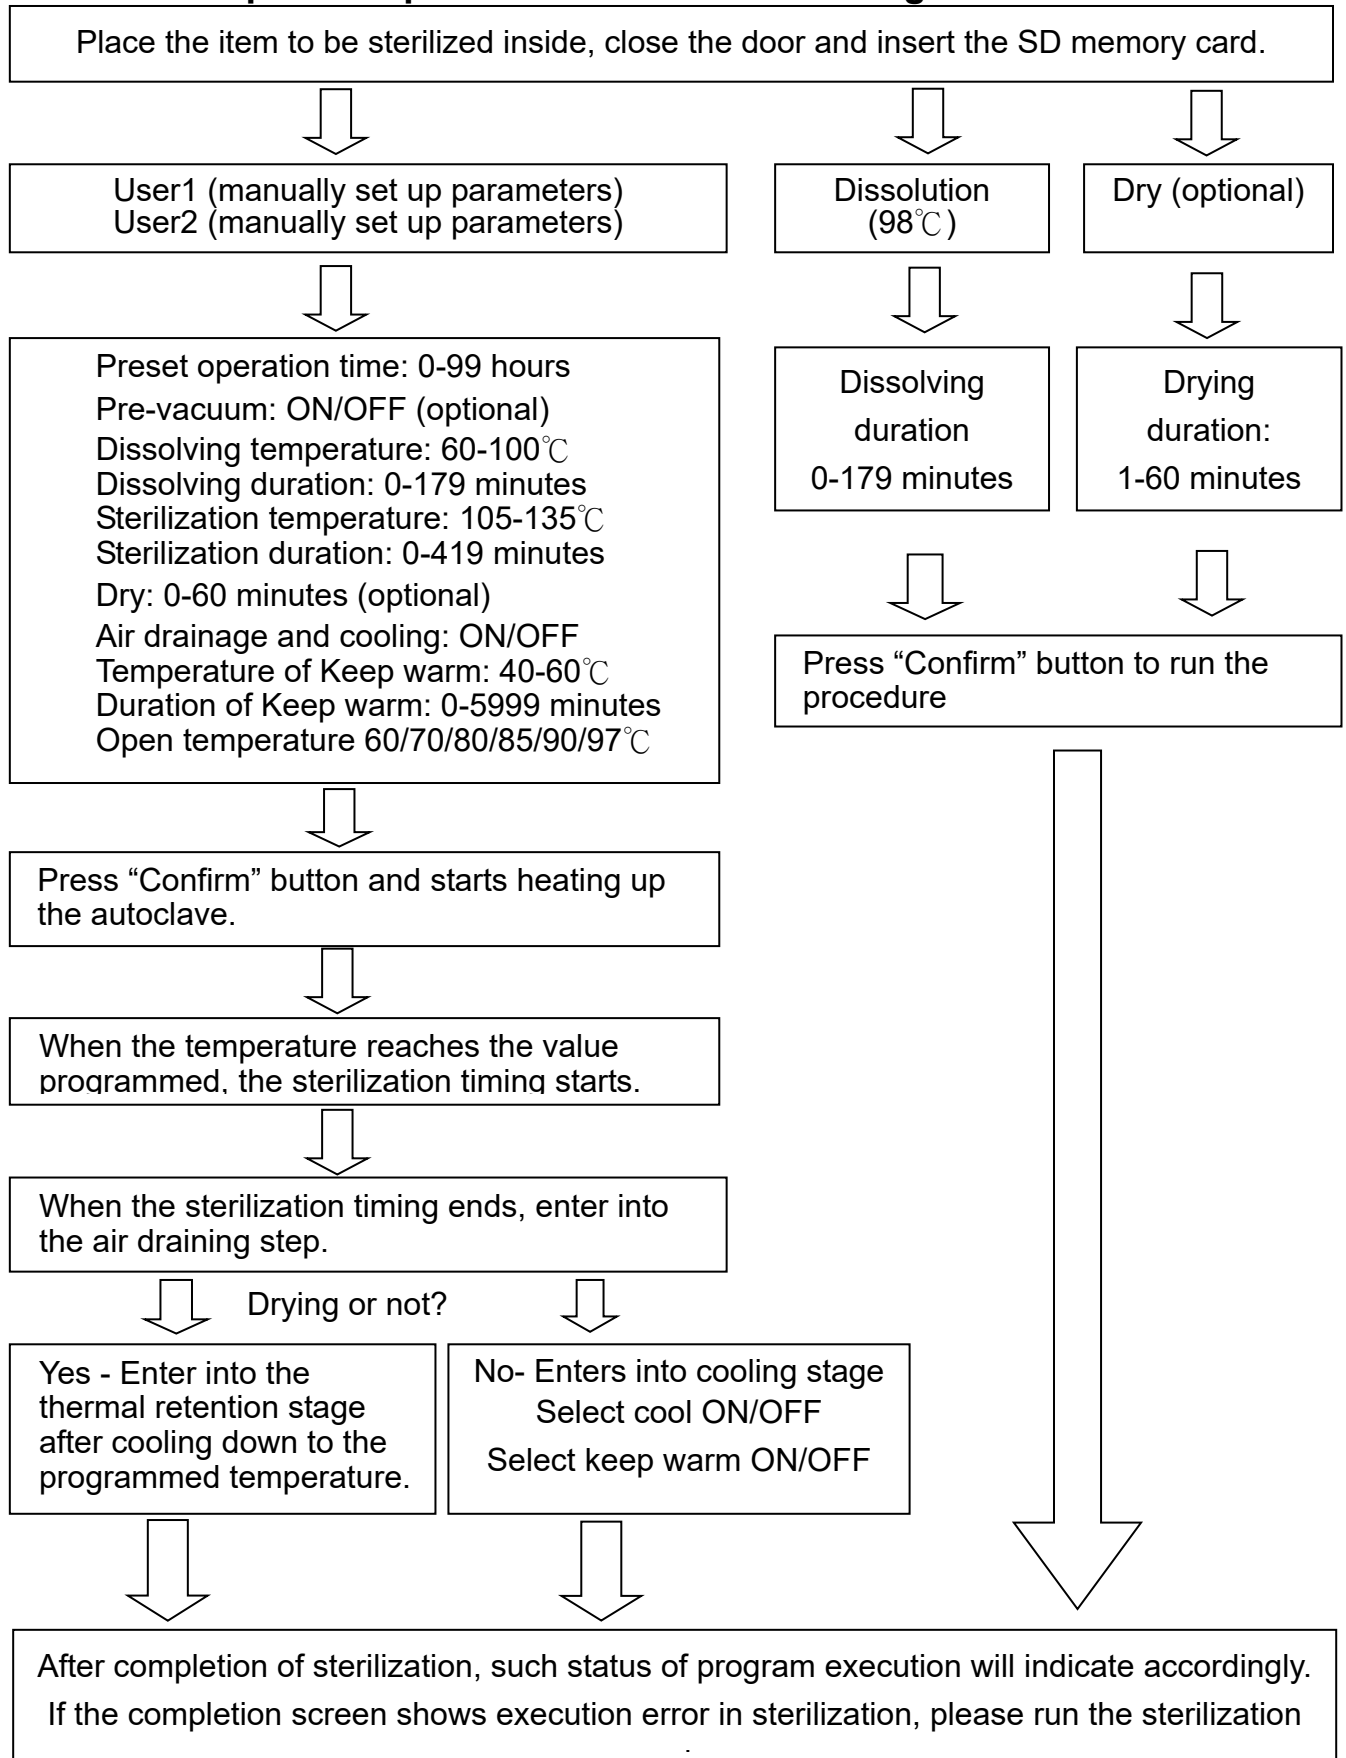 Place the item to be sterilized inside, close the door and insert the SD memory card.
User1 (manually set up parameters)
User2 (manually set up parameters)
Dissolution
(98℃)
Dry (optional)
Preset operation time: 0-99 hours
Pre-vacuum: ON/OFF (optional)
Dissolving temperature: 60-100℃
Dissolving duration: 0-179 minutes
Sterilization temperature: 105-135℃
Sterilization duration: 0-419 minutes
Dry: 0-60 minutes (optional)
Air drainage and cooling: ON/OFF
Temperature of Keep warm: 40-60℃
Duration of Keep warm: 0-5999 minutes
Open temperature 60/70/80/85/90/97℃
Dissolving
duration
0-179 minutes
Drying
duration:
1-60 minutes
Press “Confirm” button to run the
procedure
Press “Confirm” button and starts heating up
the autoclave.
When the temperature reaches the value
programmed, the sterilization timing starts.
When the sterilization timing ends, enter into
the air draining step.
Drying or not?
Yes - Enter into the
thermal retention stage
after cooling down to the
programmed temperature.
No- Enters into cooling stage
Select cool ON/OFF
Select keep warm ON/OFF
After completion of sterilization, such status of program execution will indicate accordingly.
If the completion screen shows execution error in sterilization, please run the sterilization